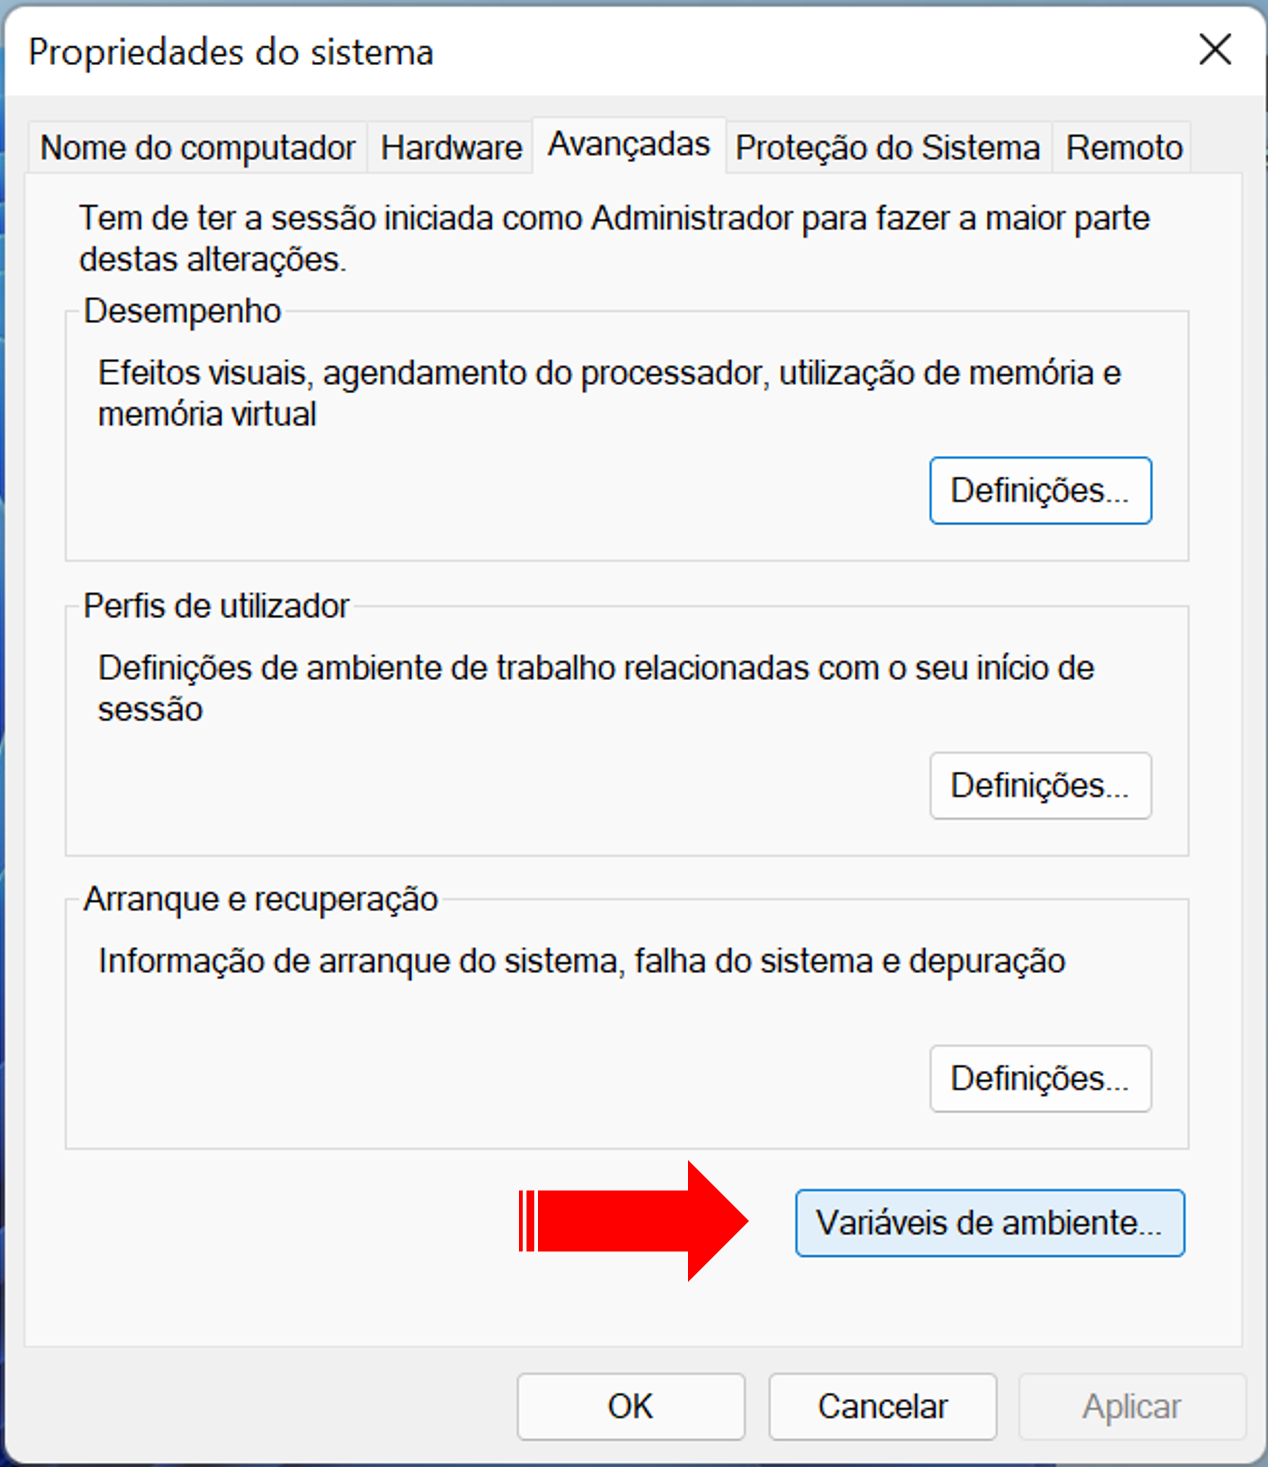 Propriedades do sistema
Nome do computador Hardware Avançadas Proteção do Sistema Remoto
Tem de ter a sessão iniciada como Administrador para fazer a maior parte
destas alterações.
Desempenho
Efeitos visuais, agendamento do processador, utilização de memória e
memória virtual
Definições...
Perfis de utilizador
Definições de ambiente de trabalho relacionadas com o seu início de
sessão
Definições...
Arranque e recuperação
Informação de arranque do sistema, falha do sistema e depuração
Definições...
Variáveis de ambiente...
OK Cancelar Aplicar